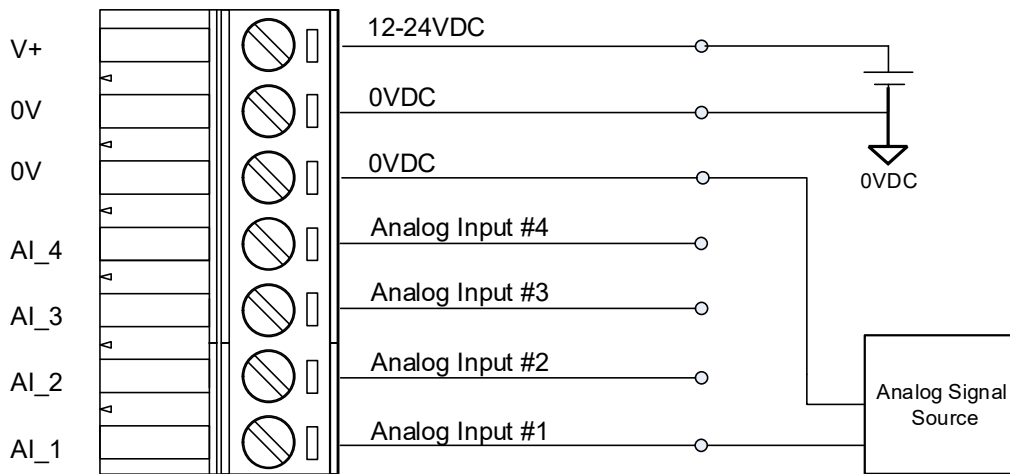 V+
12-24VDC
0V
0VDC
0V
0VDC
0VDC
AI_4
Analog Input #4
AI_3
Analog Input #3
AI_2
Analog Input #2
AI_1
Analog Input #1
Analog Signal
Source